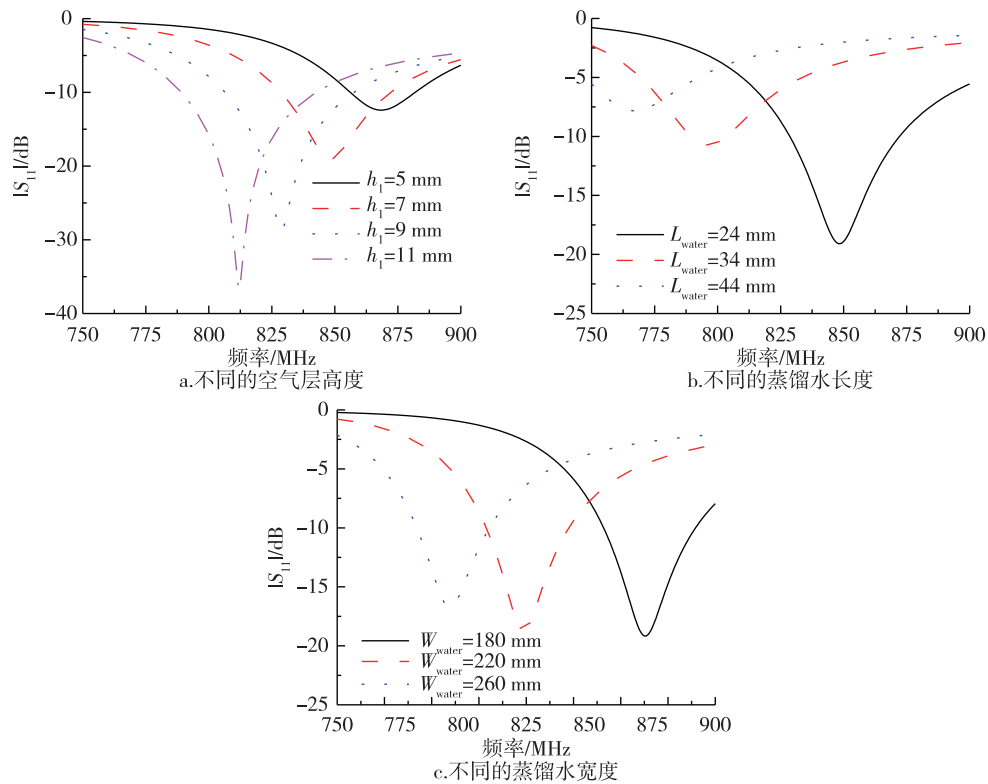 0
-10
-20
-30
-40
|S11|/dB
h1=5 mm
h1=7 mm
h1=9 mm
h1=11 mm
750 775 800 825 850 875 900
频率/MHz
a.不同的空气层高度
0
-5
-10
-15
-20
-25
|S11|/dB
Lwater=24 mm
Lwater=34 mm
Lwater=44 mm
750 775 800 825 850 875 900
频率/MHz
b.不同的蒸馏水长度
0
-5
-10
-15
-20
-25
|S11|/dB
Wwater=180 mm
Wwater=220 mm
Wwater=260 mm
750 775 800 825 850 875 900
频率/MHz
c.不同的蒸馏水宽度